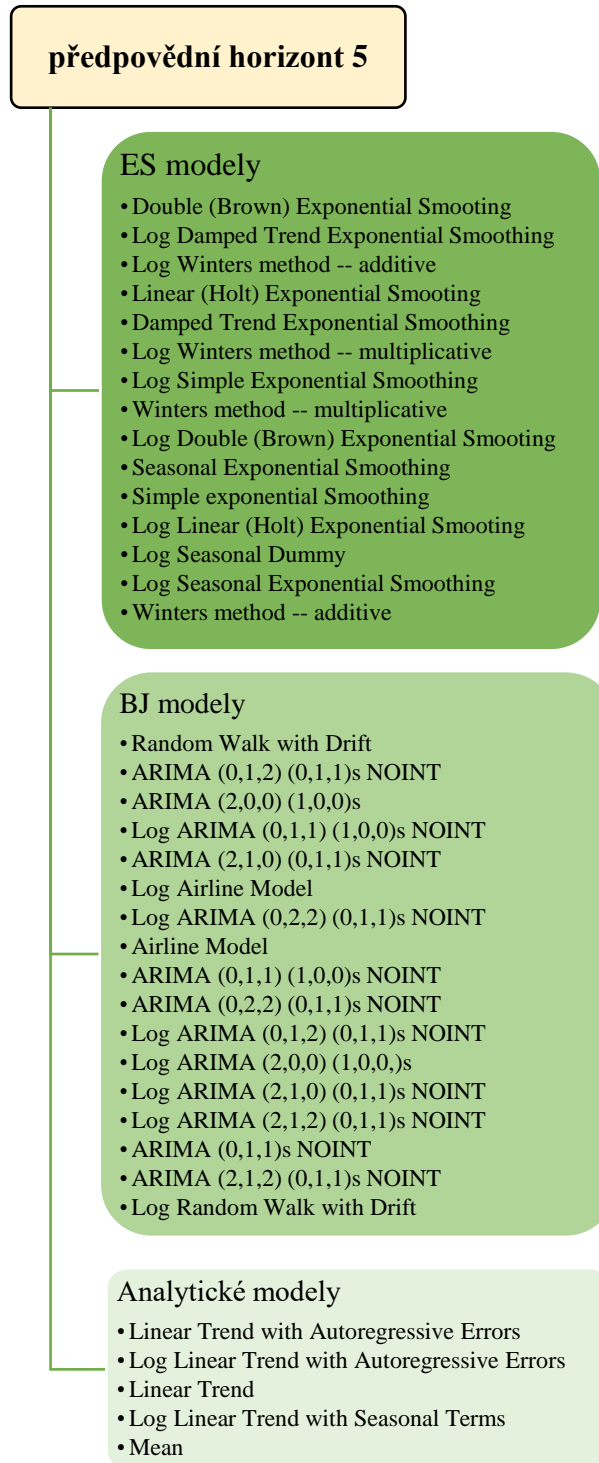 předpovědní horizont 5
ES modely
• Double (Brown) Exponential Smooting
• Log Damped Trend Exponential Smoothing
• Log Winters method -- additive
• Linear (Holt) Exponential Smooting
• Damped Trend Exponential Smoothing
• Log Winters method -- multiplicative
• Log Simple Exponential Smoothing
• Winters method -- multiplicative
• Log Double (Brown) Exponential Smooting
• Seasonal Exponential Smoothing
• Simple exponential Smoothing
• Log Linear (Holt) Exponential Smooting
• Log Seasonal Dummy
• Log Seasonal Exponential Smoothing
• Winters method -- additive
BJ modely
• Random Walk with Drift
• ARIMA (0,1,2) (0,1,1)s NOINT
• ARIMA (2,0,0) (1,0,0)s
• Log ARIMA (0,1,1) (1,0,0)s NOINT
• ARIMA (2,1,0) (0,1,1)s NOINT
• Log Airline Model
• Log ARIMA (0,2,2) (0,1,1)s NOINT
• Airline Model
• ARIMA (0,1,1) (1,0,0)s NOINT
• ARIMA (0,2,2) (0,1,1)s NOINT
• Log ARIMA (0,1,2) (0,1,1)s NOINT
• Log ARIMA (2,0,0) (1,0,0,)s
• Log ARIMA (2,1,0) (0,1,1)s NOINT
• Log ARIMA (2,1,2) (0,1,1)s NOINT
• ARIMA (0,1,1)s NOINT
• ARIMA (2,1,2) (0,1,1)s NOINT
• Log Random Walk with Drift
Analytické modely
• Linear Trend with Autoregressive Errors
• Log Linear Trend with Autoregressive Errors
• Linear Trend
• Log Linear Trend with Seasonal Terms
• Mean